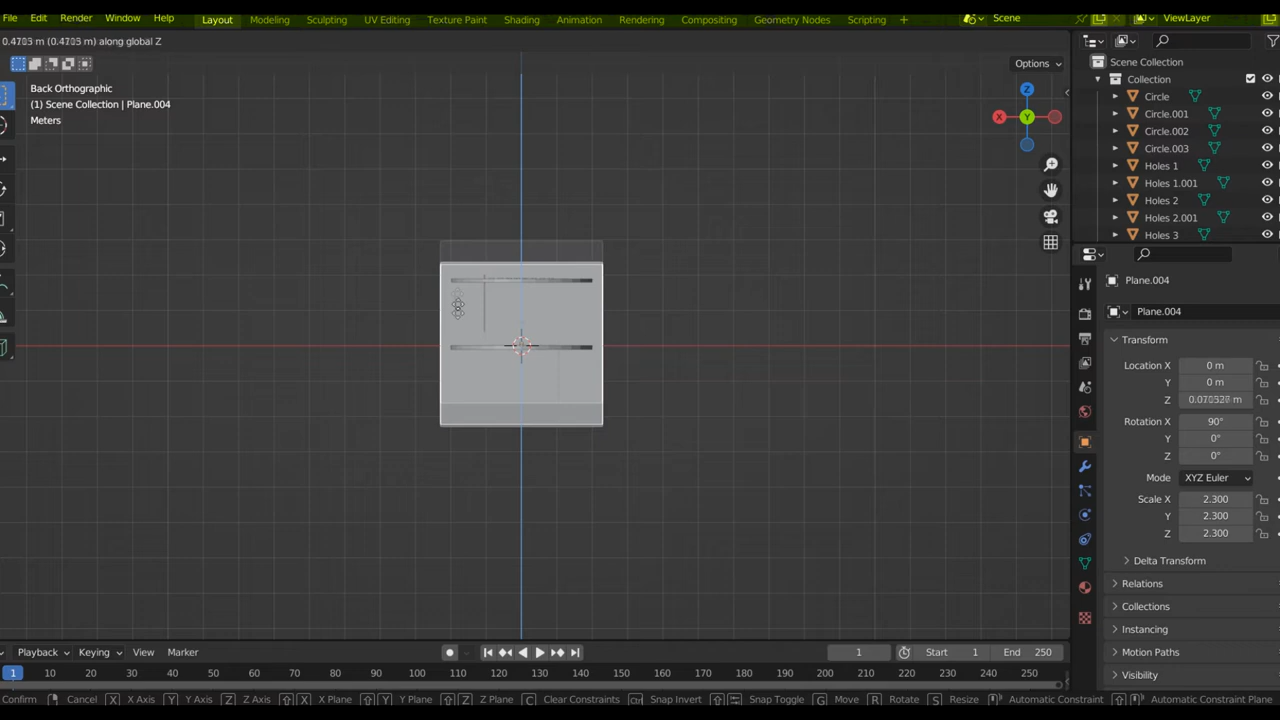 File Edit Render Window Help Layout Modeling Sculpting UV Editing Texture Paint Shading Animation Rendering Compositing Geometry Nodes Scripting + Scene ViewLayer
0.4703 m (0.4703 m) along global Z
Options
Back Orthographic
(1) Scene Collection | Plane.004
Meters
Z
X
Y
Scene Collection
Collection
Circle
Circle.001
Circle.002
Circle.003
Holes 1
Holes 1.001
Holes 2
Holes 2.001
Holes 3
Plane.004
Plane.004
Transform
Location X 0 m
Y 0 m
Z m
Rotation X 90°
Y 0°
Z 0°
Mode XYZ Euler
Scale X 2.300
Y 2.300
Z 2.300
Delta Transform
Relations
Collections
Instancing
Motion Paths
Visibility
Playback Keying View Marker 1 Start 1 End 250
1 10 20 30 40 50 60 70 80 90 100 110 120 130 140 150 160 170 180 190 200 210 220 230 240 250
Confirm Cancel X X Axis Y Y Axis Z Z Axis X X Plane Y Y Plane Z Z Plane C Clear Constraints Snap Invert Snap Toggle G Move R Rotate S Resize Automatic Constraint Automatic Constraint Plane